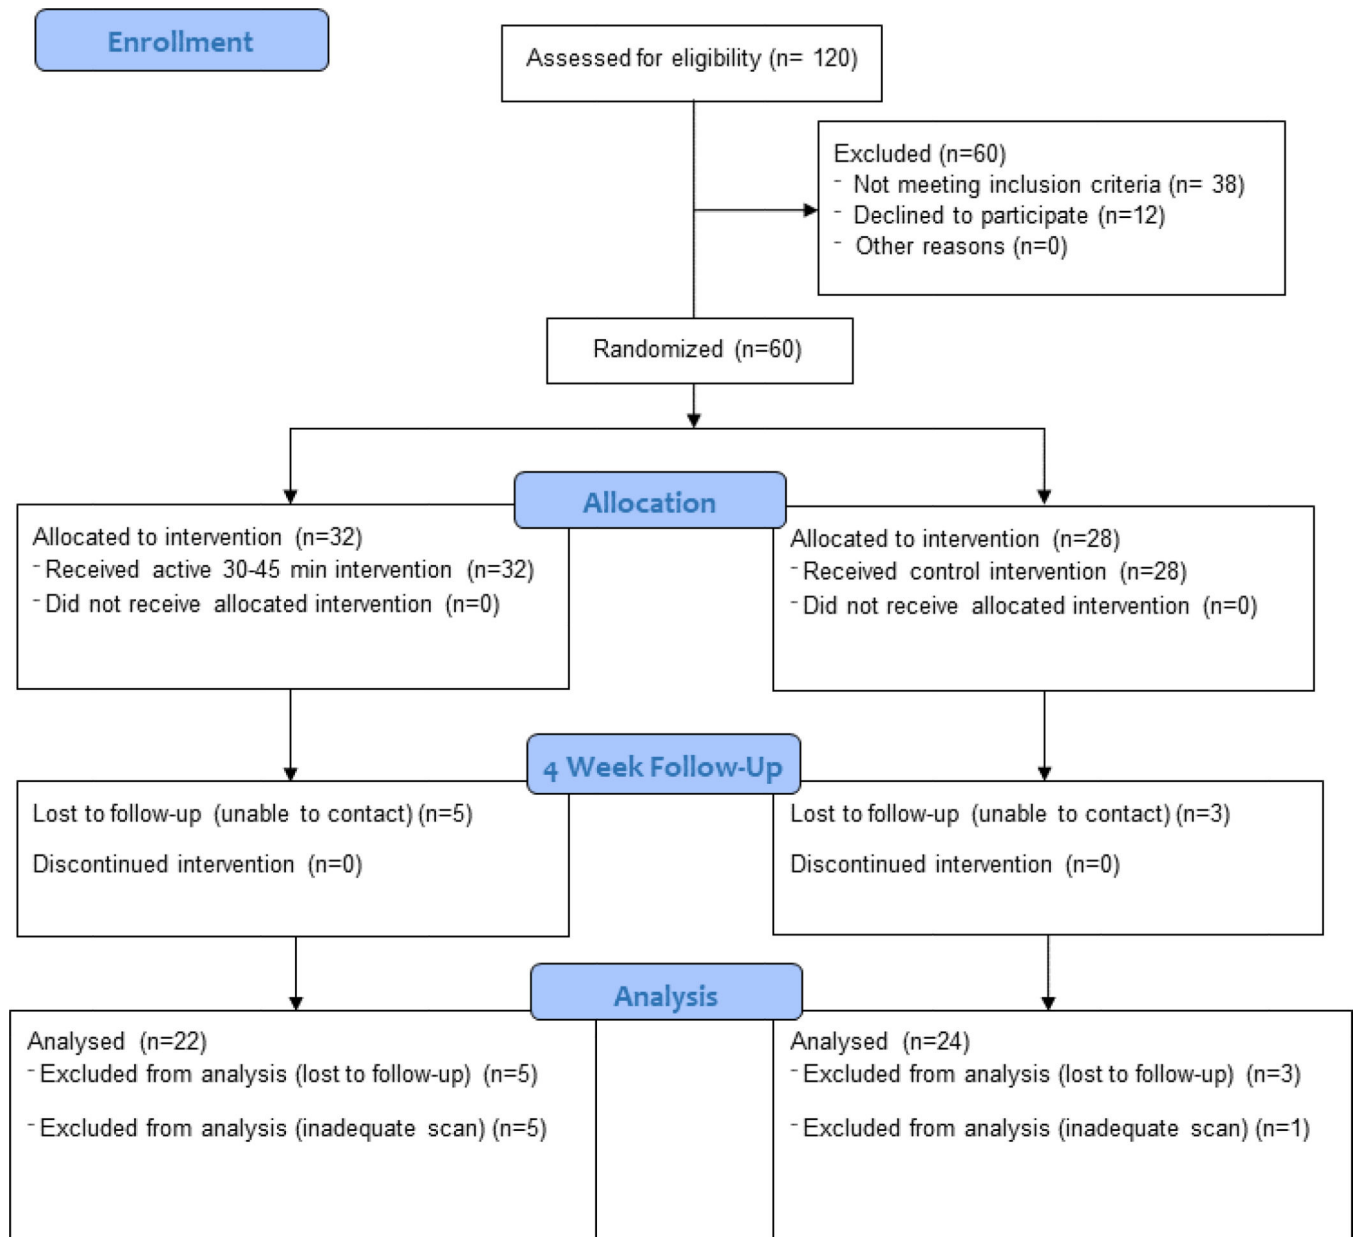 Enrollment
Assessed for eligibility (n= 120)
Excluded (n=60)
- Not meeting inclusion criteria (n= 38)
- Declined to participate (n=12)
- Other reasons (n=0)
Randomized (n=60)
Allocation
Allocated to intervention (n=32)
- Received active 30-45 min intervention (n=32)
- Did not receive allocated intervention (n=0)
Allocated to intervention (n=28)
- Received control intervention (n=28)
- Did not receive allocated intervention (n=0)
4 Week Follow-Up
Lost to follow-up (unable to contact) (n=5)
Discontinued intervention (n=0)
Lost to follow-up (unable to contact) (n=3)
Discontinued intervention (n=0)
Analysis
Analysed (n=22)
- Excluded from analysis (lost to follow-up) (n=5)
- Excluded from analysis (inadequate scan) (n=5)
Analysed (n=24)
- Excluded from analysis (lost to follow-up) (n=3)
- Excluded from analysis (inadequate scan) (n=1)